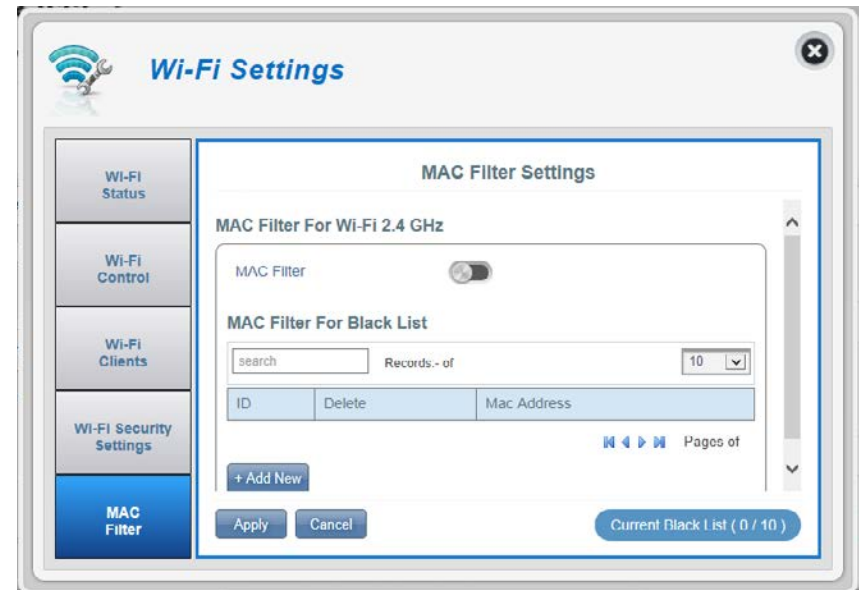 Wi-Fi Settings
Wi-Fi
Status
Wi-Fi
Control
Wi-Fi
Clients
Wi-Fi Security
Settings
MAC
Filter
MAC Filter Settings
MAC Filter For Wi-Fi 2.4 GHz
MAC Filter
MAC Filter For Black List
search Records.- of 10
ID Delete Mac Address
Pages of
+ Add New
Apply Cancel Current Black List ( 0 / 10 )